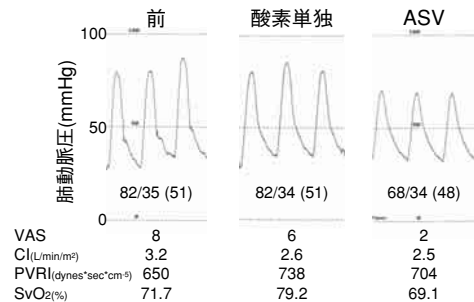 前 酸素単独 ASV
肺動脈圧(mmHg)
100
50
0
82/35 (51) 82/34 (51) 68/34 (48)
VAS 8 6 2
CI(L/min/m²) 3.2 2.6 2.5
PVRI(dynes*sec*cm-5) 650 738 704
SvO2(%) 71.7 79.2 69.1